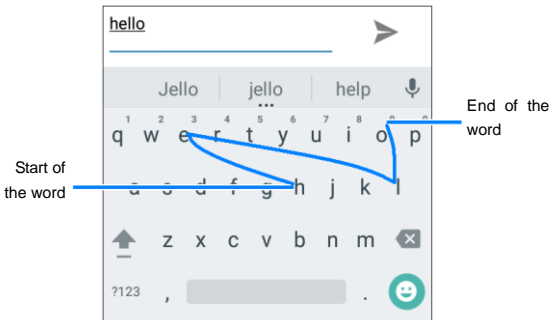 hello
Jello jello help
1 2 3 4 5 6 7 8 9
q w e r t y u i o p
a s d f g h j k l
z x c v b n m
?123 , .
Start of
the word
End of the
word